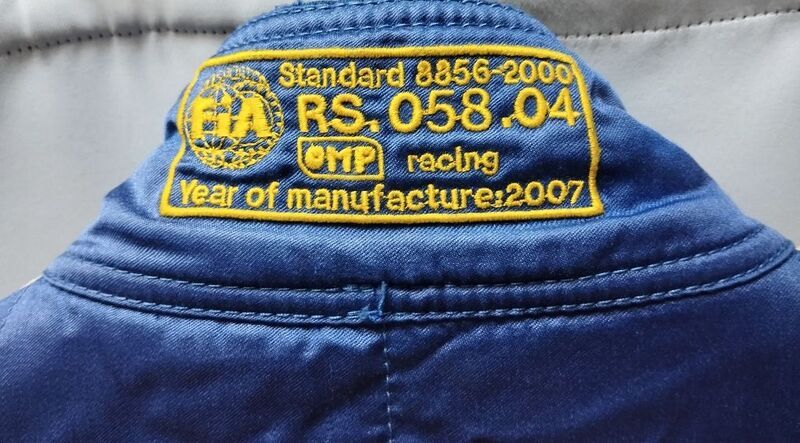 Standard 8856-2000
FIA RS.058.04
OMP racing
Year of manufacture:2007